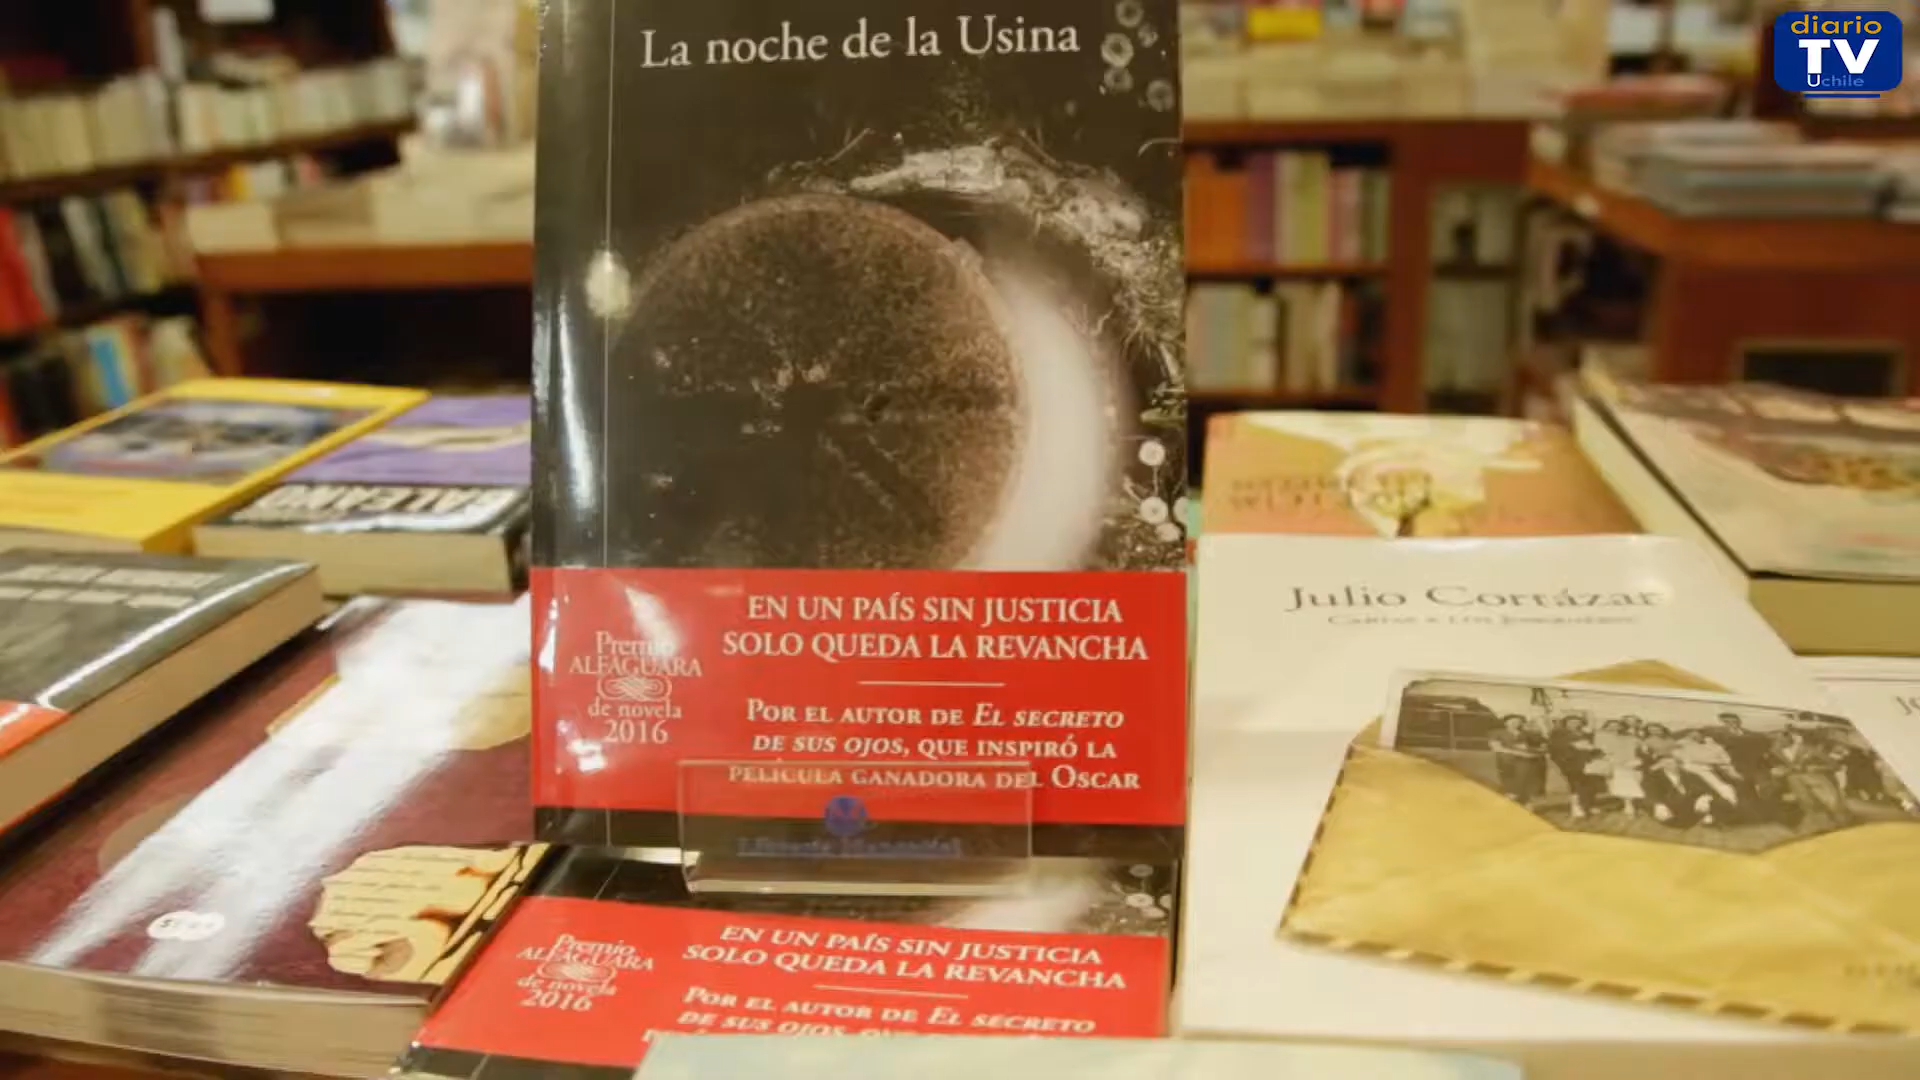 La noche de la Usina
EN UN PAÍS SIN JUSTICIA
SOLO QUEDA LA REVANCHA
Premio
ALFAGUARA
de novela
2016
POR EL AUTOR DE EL SECRETO
DE SUS OJOS, QUE INSPIRÓ LA
PELÍCULA GANADORA DEL OSCAR
EN UN PAÍS SIN JUSTICIA
SOLO QUEDA LA REVANCHA
Premio
ALFAGUARA
de novela
2016
POR EL AUTOR DE EL SECRETO
DE SUS OJOS,
Julio Cortázar
diario
TV
Uchile